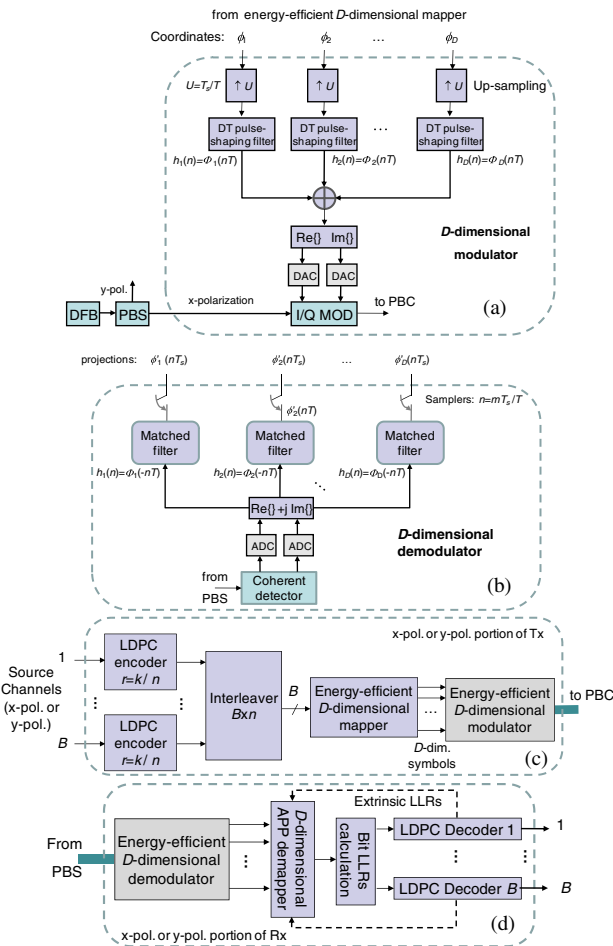 from energy-efficient D-dimensional mapper
Coordinates: ϕ1 ϕ2 ... ϕD
U=Ts/T ↑ U ↑ U ↑ U Up-sampling
DT pulse-shaping filter
DT pulse-shaping filter
...
DT pulse-shaping filter
h1(n)=Φ1(nT) h2(n)=Φ2(nT) hD(n)=ΦD(nT)
Re{} Im{}
D-dimensional modulator
DAC DAC
y-pol.
DFB PBS x-polarization I/Q MOD to PBC
(a)
projections: ϕ'1 (nTs) ϕ'2(nTs) ... ϕ'D(nTs)
Samplers: n=mTs/T
ϕ'2(nT)
Matched filter
Matched filter
Matched filter
h1(n)=Φ1(-nT) h2(n)=Φ2(-nT) hD(n)=ΦD(-nT)
...
Re{} +j Im{}
D-dimensional demodulator
ADC ADC
from PBS
Coherent detector
(b)
x-pol. or y-pol. portion of Tx
Source Channels (x-pol. or y-pol.)
1
LDPC encoder r=k/ n
...
...
B
LDPC encoder r=k/ n
Interleaver Bxn
B
Energy-efficient D-dimensional mapper
...
D-dim. symbols
Energy-efficient D-dimensional modulator
to PBC
(c)
Extrinsic LLRs
From PBS
Energy-efficient D-dimensional demodulator
...
D-dimensional APP demapper
Bit LLRs calculation
LDPC Decoder 1
1
...
...
LDPC Decoder B
B
x-pol. or y-pol. portion of Rx
(d)